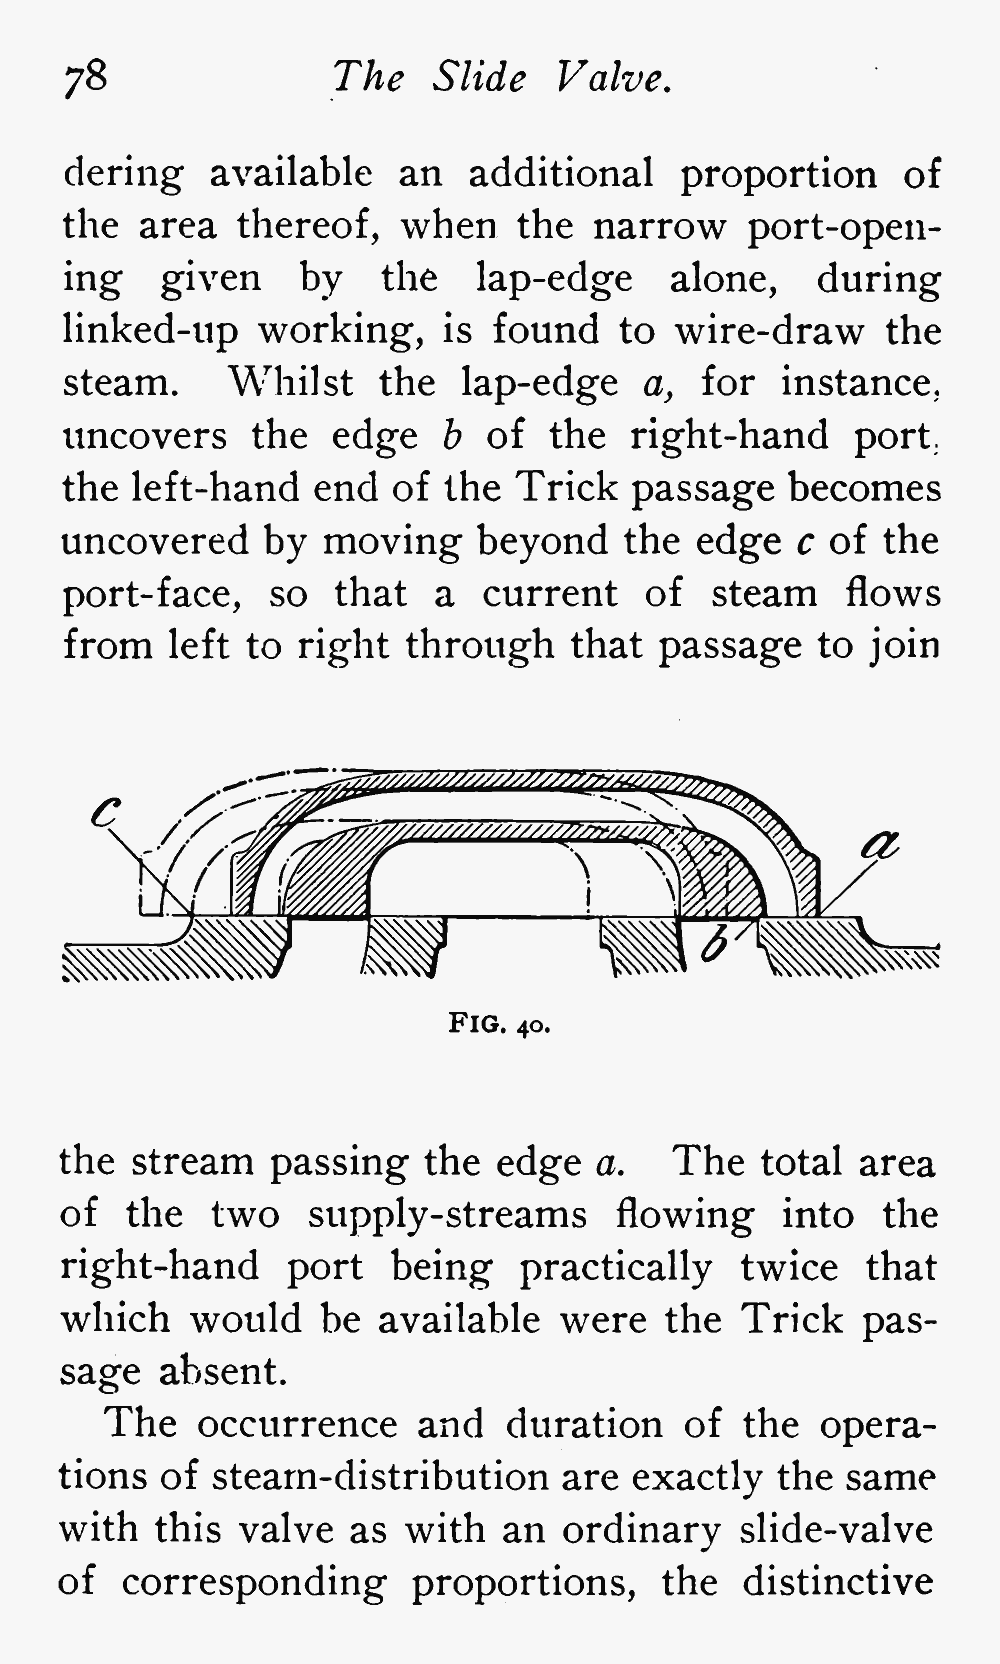 78 The Slide Valve.
dering available an additional proportion of
the area thereof, when the narrow port-open-
ing given by the lap-edge alone, during
linked-up working, is found to wire-draw the
steam. Whilst the lap-edge a, for instance,
uncovers the edge b of the right-hand port,
the left-hand end of the Trick passage becomes
uncovered by moving beyond the edge c of the
port-face, so that a current of steam flows
from left to right through that passage to join
c
a
b
FIG. 40.
the stream passing the edge a. The total area
of the two supply-streams flowing into the
right-hand port being practically twice that
which would be available were the Trick pas-
sage absent.
The occurrence and duration of the opera-
tions of steam-distribution are exactly the same
with this valve as with an ordinary slide-valve
of corresponding proportions, the distinctive